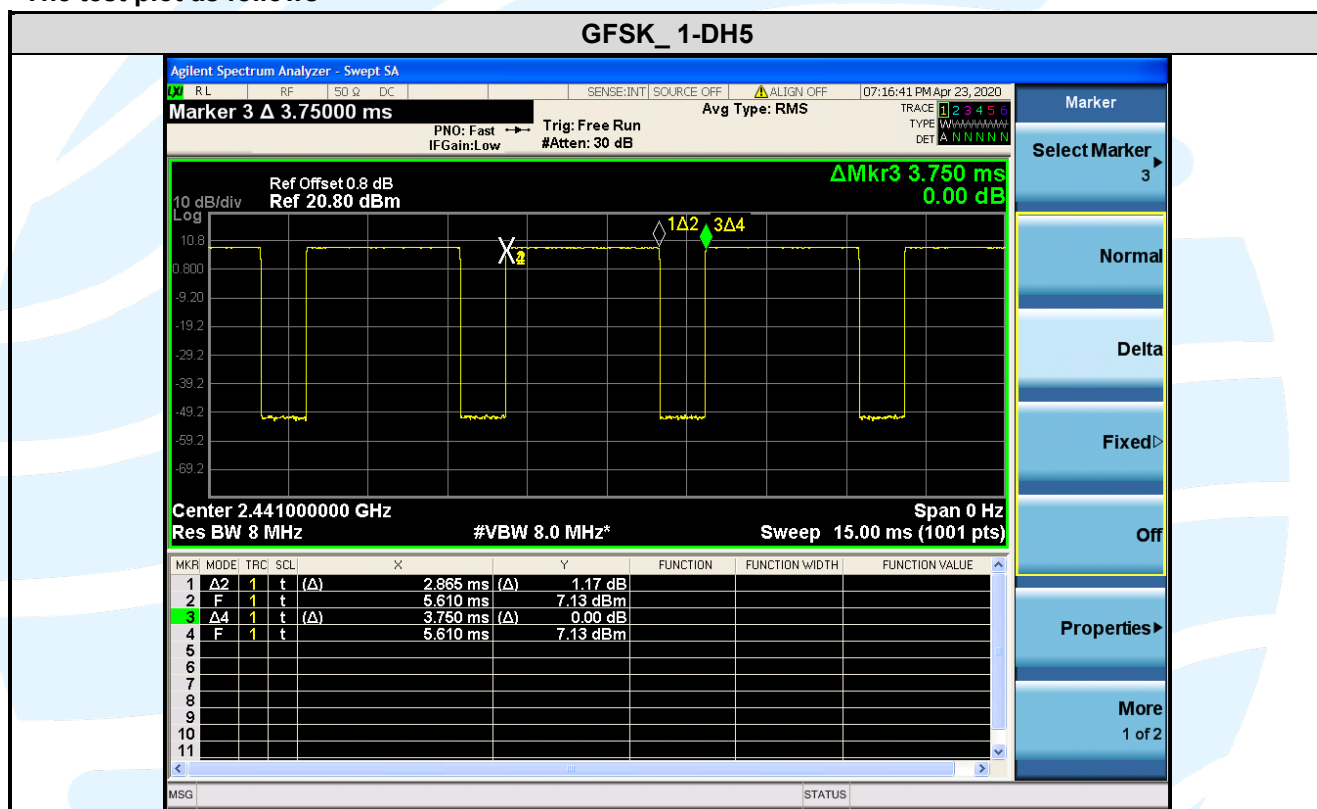 The test plot as follows
GFSK_ 1-DH5
Agilent Spectrum Analyzer - Swept SA
LXI RL RF 50 Ω DC SENSE:INT SOURCE OFF ALIGN OFF 07:16:41 PM Apr 23, 2020
Marker 3 Δ 3.75000 ms
PNO: Fast
IFGain:Low
Trig: Free Run
#Atten: 30 dB
Avg Type: RMS
TRACE 1 2 3 4 5 6
TYPE WWWWWW
DET A N N N N N
ΔMkr3 3.750 ms
0.00 dB
Ref Offset 0.8 dB
10 dB/div Ref 20.80 dBm
Log
10.8
0.800
-9.20
-19.2
-29.2
-39.2
-49.2
-59.2
-69.2
1Δ2 3Δ4
Center 2.441000000 GHz Span 0 Hz
Res BW 8 MHz #VBW 8.0 MHz* Sweep 15.00 ms (1001 pts)
MKR MODE TRC SCL X Y FUNCTION FUNCTION WIDTH FUNCTION VALUE
1 Δ2 1 t (Δ) 2.865 ms (Δ) 1.17 dB
2 F 1 t 5.610 ms 7.13 dBm
3 Δ4 1 t (Δ) 3.750 ms (Δ) 0.00 dB
4 F 1 t 5.610 ms 7.13 dBm
5
6
7
8
9
10
11
MSG STATUS
Marker
Select Marker
3
Normal
Delta
Fixed
Off
Properties
More
1 of 2